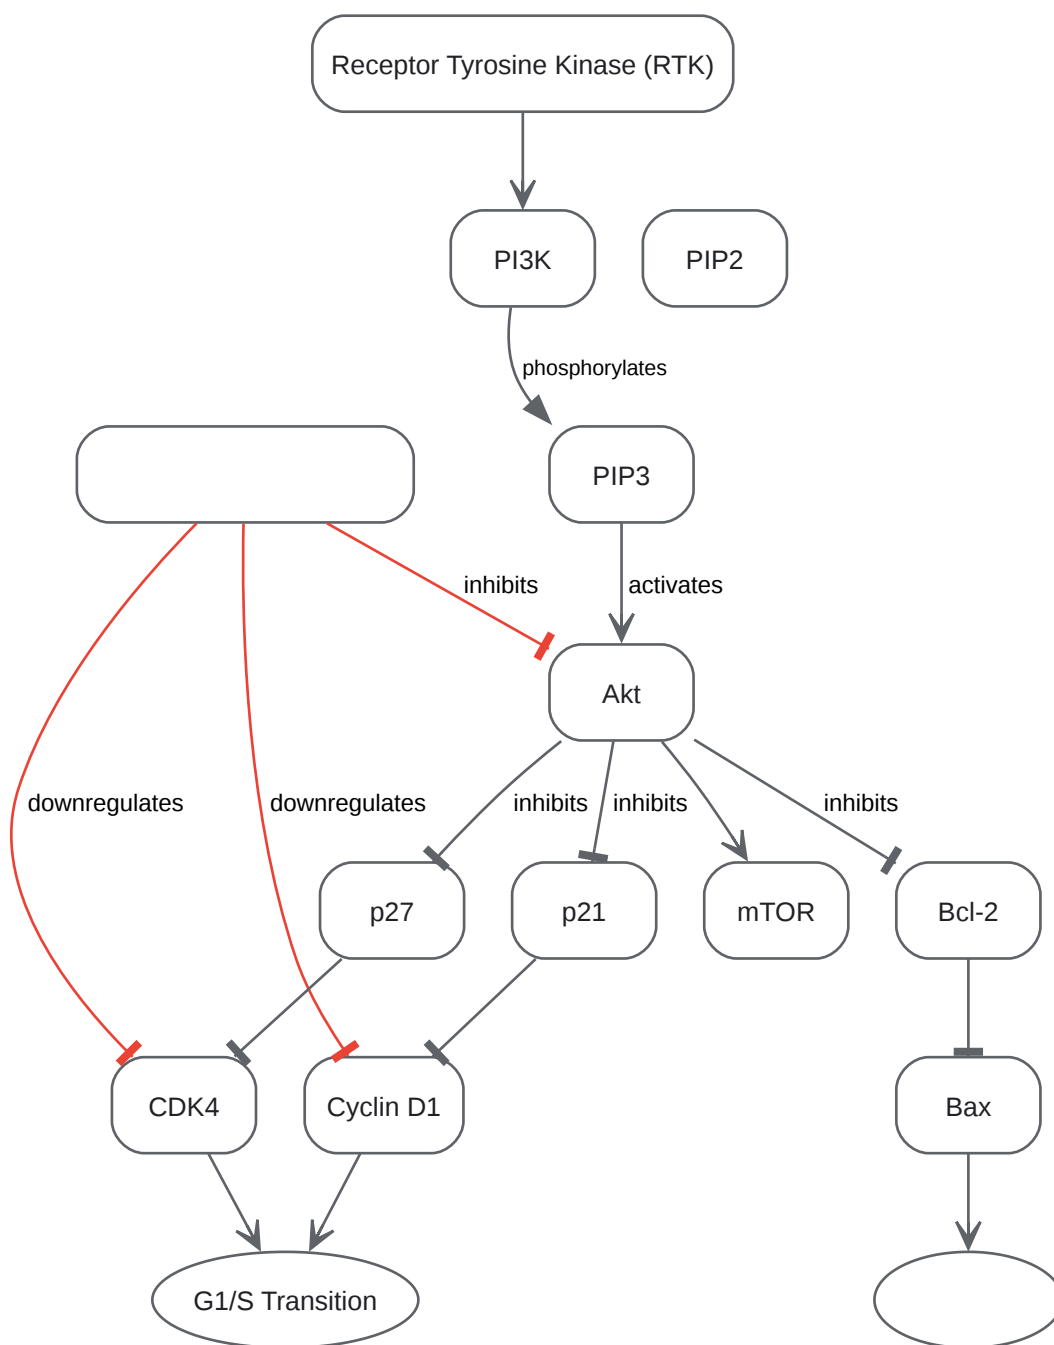 Receptor Tyrosine Kinase (RTK)
PI3K
PIP2
phosphorylates
PIP3
inhibits
activates
Akt
downregulates
downregulates
inhibits
inhibits
inhibits
p27
p21
mTOR
Bcl-2
CDK4
Cyclin D1
Bax
G1/S Transition